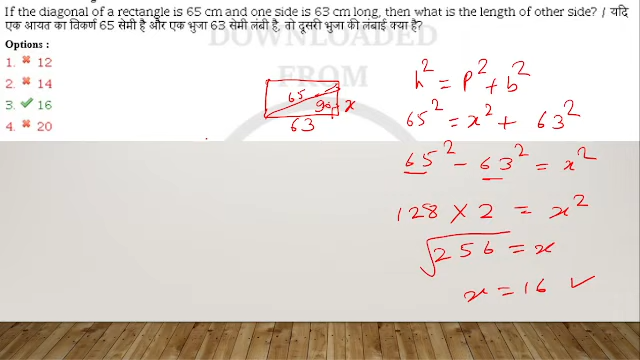 If the diagonal of a rectangle is 65 cm and one side is 63 cm long, then what is the length of other side? / यदि
एक आयत का विकर्ण 65 सेमी है और एक भुजा 63 सेमी लंबी है, तो दूसरी भुजा की लंबाई क्या है?
DOWNLOADED
FROM
Options :
1. ✖ 12
2. ✖ 14
3. ✔ 16
4. ✖ 20
65
90°
x
63
h² = p² + b²
65² = x² + 63²
65² - 63² = x²
128 × 2 = x²
√256 = x
x = 16 ✓